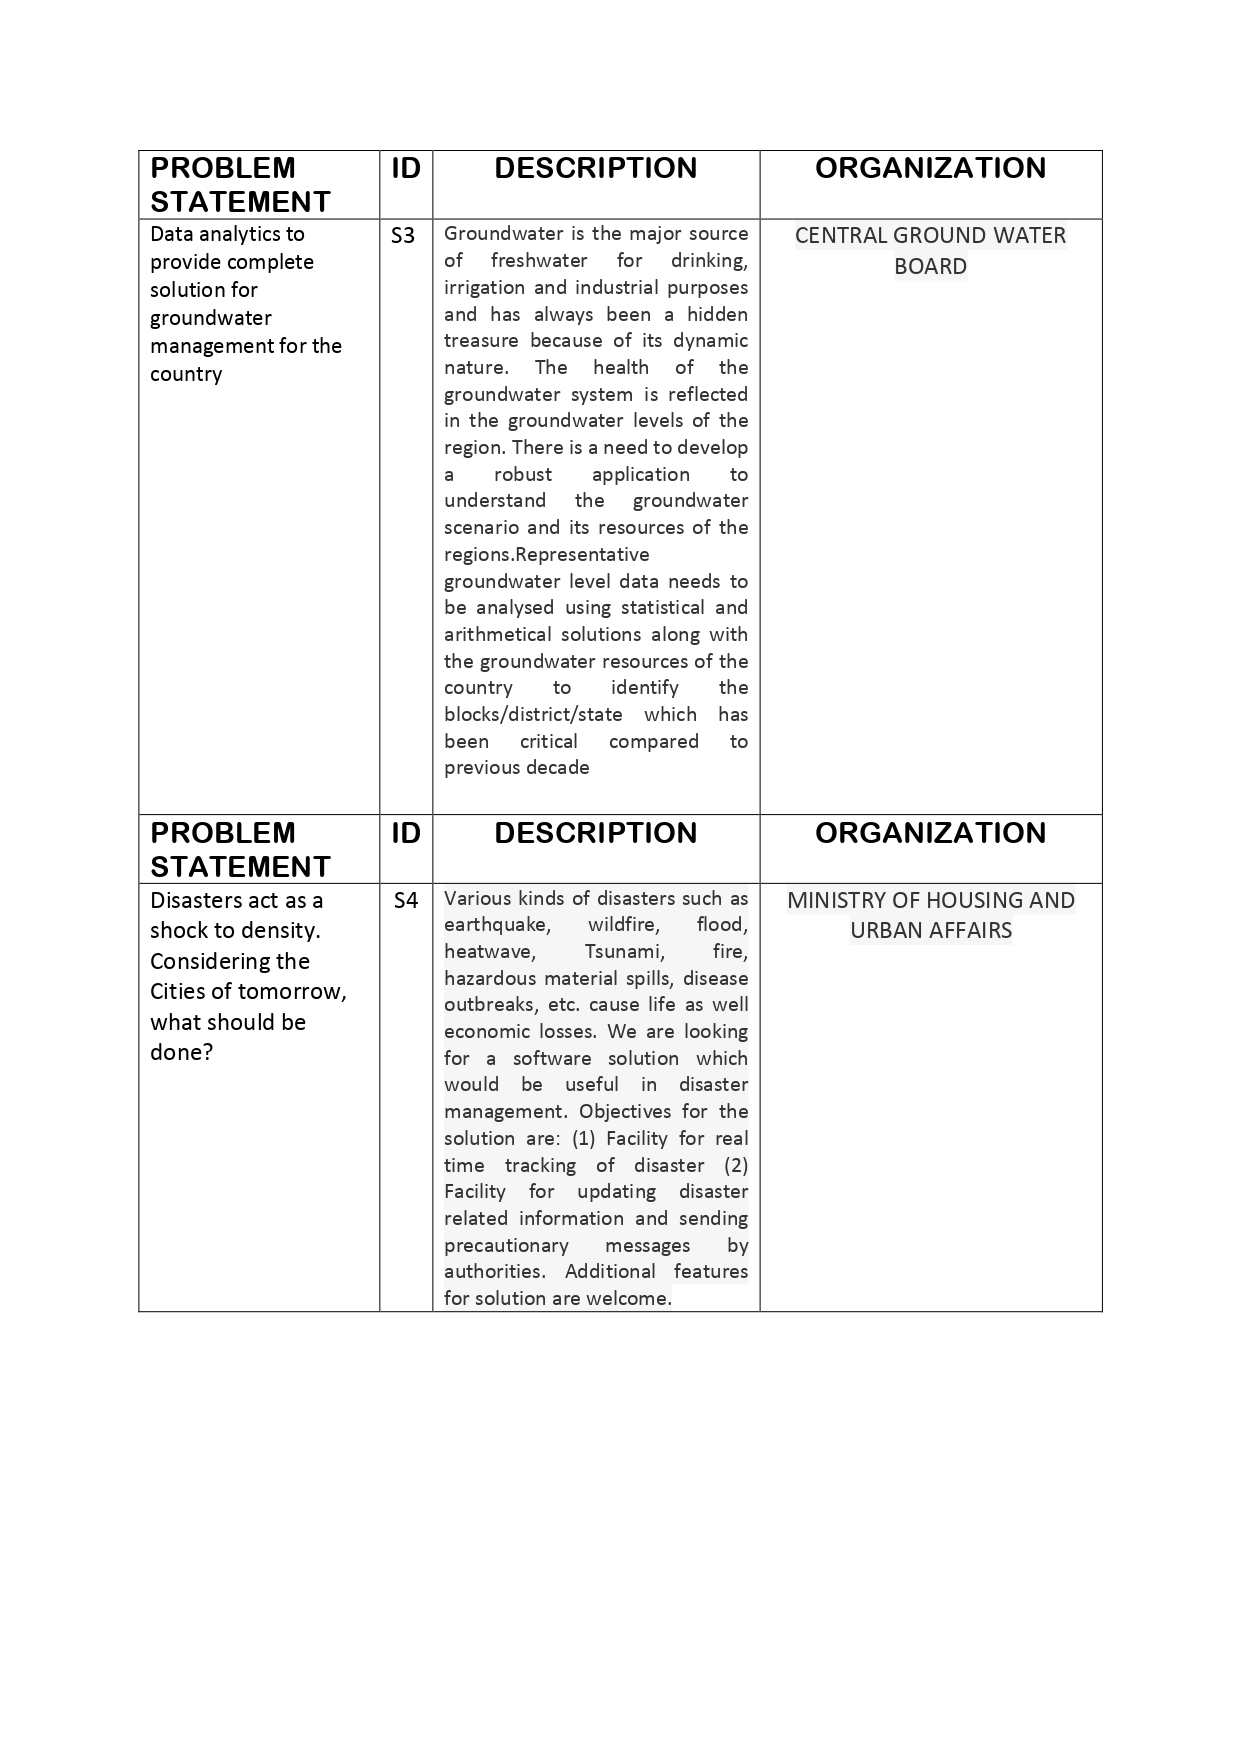 PROBLEM
STATEMENT
ID
DESCRIPTION
ORGANIZATION
Data analytics to
provide complete
solution for
groundwater
management for the
country
S3
Groundwater is the major source
of freshwater for drinking,
irrigation and industrial purposes
and has always been a hidden
treasure because of its dynamic
nature. The health of the
groundwater system is reflected
in the groundwater levels of the
region. There is a need to develop
a robust application to
understand the groundwater
scenario and its resources of the
regions.Representative
groundwater level data needs to
be analysed using statistical and
arithmetical solutions along with
the groundwater resources of the
country to identify the
blocks/district/state which has
been critical compared to
previous decade
CENTRAL GROUND WATER
BOARD
PROBLEM
STATEMENT
ID
DESCRIPTION
ORGANIZATION
Disasters act as a
shock to density.
Considering the
Cities of tomorrow,
what should be
done?
S4
Various kinds of disasters such as
earthquake, wildfire, flood,
heatwave, Tsunami, fire,
hazardous material spills, disease
outbreaks, etc. cause life as well
economic losses. We are looking
for a software solution which
would be useful in disaster
management. Objectives for the
solution are: (1) Facility for real
time tracking of disaster (2)
Facility for updating disaster
related information and sending
precautionary messages by
authorities. Additional features
for solution are welcome.
MINISTRY OF HOUSING AND
URBAN AFFAIRS